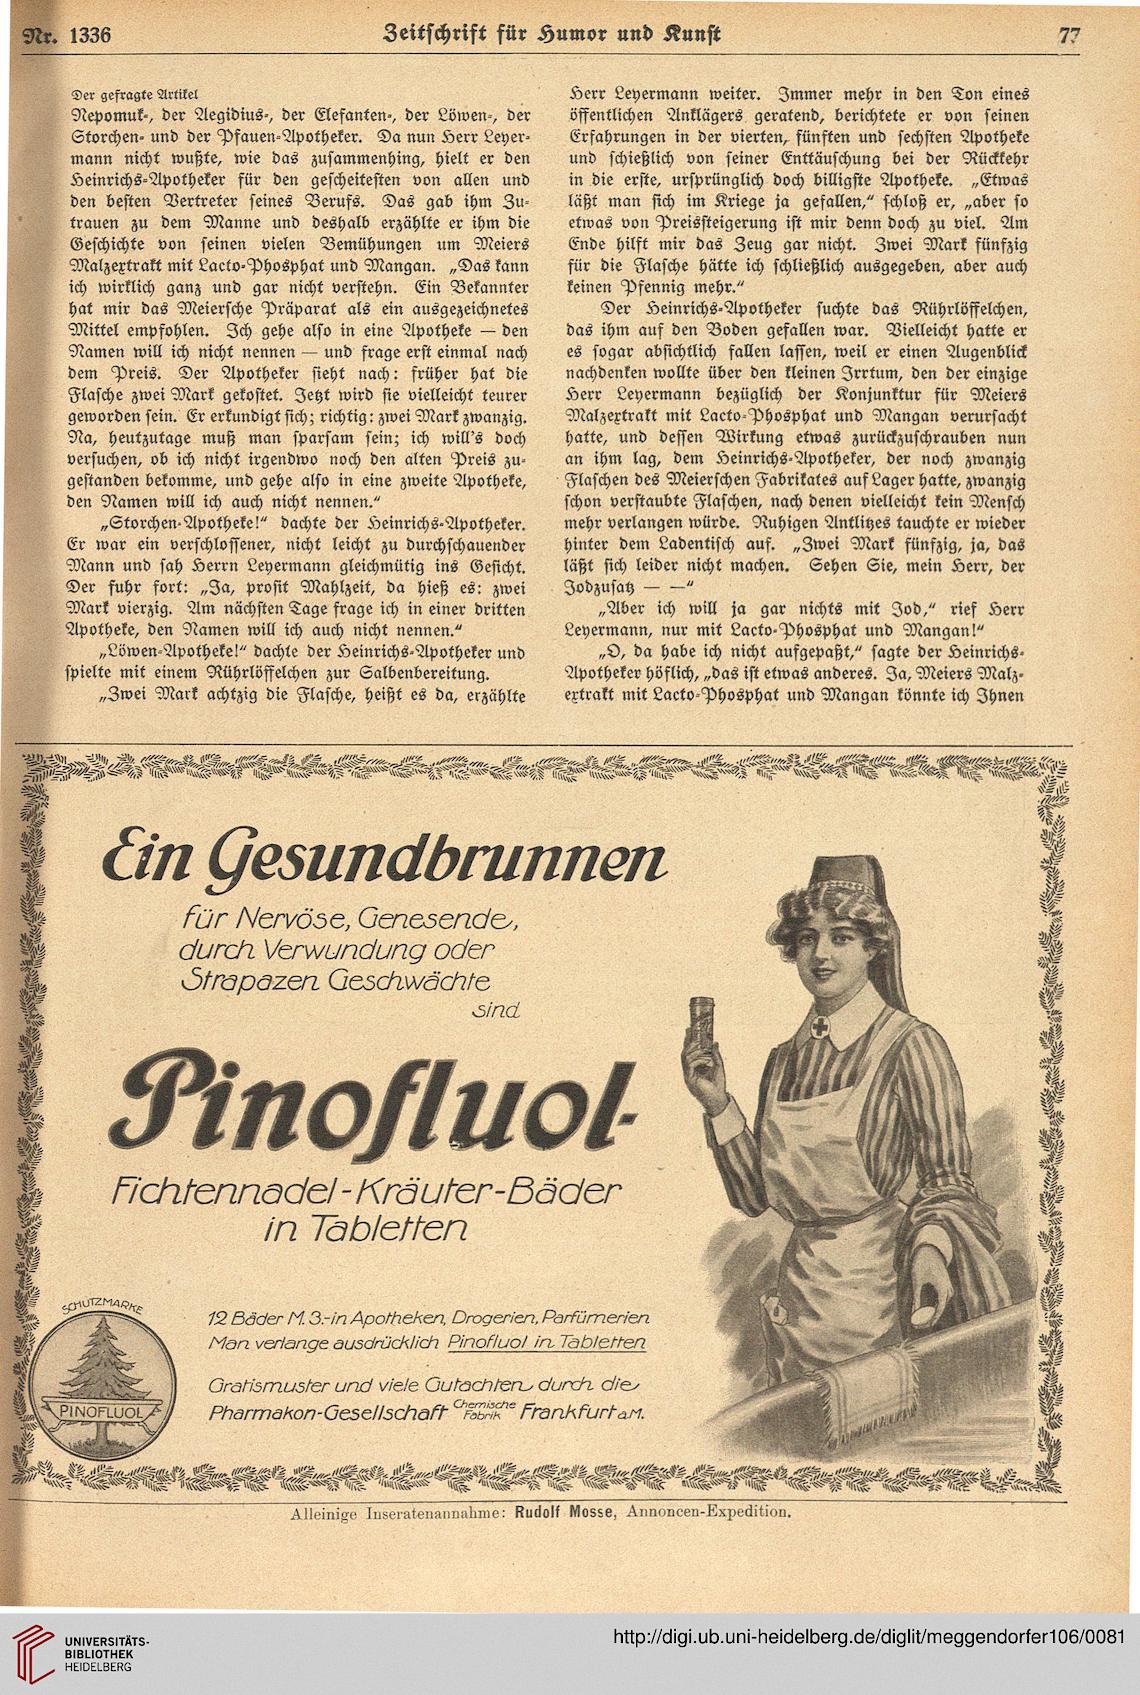 Nr. 1336
Zeitschrift für Humor und Kunst
77
Der gefragte Artikel
Nepomuk-, der Aegidius-, der Elefanten-, der Löwen-, der
Storchen- und der Pfauen-Apotheker. Da nun Herr Leyer-
mann nicht wußte, wie das zusammenhing, hielt er den
Heinrichs-Apotheker für den gescheitesten von allen und
den besten Vertreter seines Berufs. Das gab ihm Zu-
trauen zu dem Manne und deshalb erzählte er ihm die
Geschichte von seinen vielen Bemühungen um Meiers
Malzextrakt mit Lacto-Phosphat und Mangan. „Das kann
ich wirklich ganz und gar nicht verstehn. Ein Bekannter
hat mir das Meiersche Präparat als ein ausgezeichnetes
Mittel empfohlen. Ich gehe also in eine Apotheke — den
Namen will ich nicht nennen — und frage erst einmal nach
dem Preis. Der Apotheker sieht nach: früher hat die
Flasche zwei Mark gekostet. Jetzt wird sie vielleicht teurer
geworden sein. Er erkundigt sich; richtig: zwei Mark zwanzig.
Na, heutzutage muß man sparsam sein; ich will's doch
versuchen, ob ich nicht irgendwo noch den alten Preis zu-
gestanden bekomme, und gehe also in eine zweite Apotheke,
den Namen will ich auch nicht nennen."
„Storchen-Apotheke!" dachte der Heinrichs-Apotheker.
Er war ein verschlossener, nicht leicht zu durchschauender
Mann und sah Herrn Leyermann gleichmütig ins Gesicht.
Der fuhr fort: „Ja, prosit Mahlzeit, da hieß es: zwei
Mark vierzig. Am nächsten Tage frage ich in einer dritten
Apotheke, den Namen will ich auch nicht nennen."
„Löwen-Apotheke!" dachte der Heinrichs-Apotheker und
spielte mit einem Rührlöffelchen zur Salbenbereitung.
„Zwei Mark achtzig die Flasche, heißt es da, erzählte
Herr Leyermann weiter. Immer mehr in den Ton eines
öffentlichen Anklägers geratend, berichtete er von seinen
Erfahrungen in der vierten, fünften und sechsten Apotheke
und schießlich von seiner Enttäuschung bei der Rückkehr
in die erste, ursprünglich doch billigste Apotheke. „Etwas
läßt man sich im Kriege ja gefallen," schloß er, „aber so
etwas von Preissteigerung ist mir denn doch zu viel. Am
Ende hilft mir das Zeug gar nicht. Zwei Mark fünfzig
für die Flasche hätte ich schließlich ausgegeben, aber auch
keinen Pfennig mehr."
Der Heinrichs-Apotheker suchte das Rührlöffelchen,
das ihm auf den Boden gefallen war. Vielleicht hatte er
es sogar absichtlich fallen lassen, weil er einen Augenblick
nachdenken wollte über den kleinen Irrtum, den der einzige
Herr Leyermann bezüglich der Konjunktur für Meiers
Malzextrakt mit Lacto-Phosphat und Mangan verursacht
hatte, und dessen Wirkung etwas zurückzuschrauben nun
an ihm lag, dem Heinrichs-Apotheker, der noch zwanzig
Flaschen des Meierschen Fabrikates auf Lager hatte, zwanzig
schon verstaubte Flaschen, nach denen vielleicht kein Mensch
mehr verlangen würde. Ruhigen Antlitzes tauchte er wieder
hinter dem Ladentisch auf. „Zwei Mark fünfzig, ja, das
läßt sich leider nicht machen. Sehen Sie, mein Herr, der
Jodzusatz — —"
„Aber ich will ja gar nichts mit Jod," rief Herr
Leyermann, nur mit Lacto-Phosphat und Mangan!"
„O, da habe ich nicht aufgepaßt," sagte der Heinrichs-
Apotheker höflich, „das ist etwas anderes. Ja, Meiers Malz-
extrakt mit Lacto-Phosphat und Mangan könnte ich Ihnen
Ein Gesundbrunnen
für Nervöse, Genesende,
durch Verwundung oder
Strapazen Geschwächte
sind
Pinofluol-
Fichtennadel-Kräuter-Bäder
in Tabletten
SCHUTZMARKE
PINOFLUOL
12 Bäder M. 3.- in Apotheken, Drogerien, Parfümerien
Man verlange ausdrücklich Pinofluol in Tabletten
Gratismuster und viele Gutachten durch die
Pharmakon-Gesellschaft Chemische Fabrik Frankfurt a.M.
Alleinige Inseratenannahme: Rudolf Mosse, Annoncen-Expedition.
UNIVERSITÄTS-
BIBLIOTHEK
HEIDELBERG
http://digi.ub.uni-heidelberg.de/diglit/meggendorfer106/0081